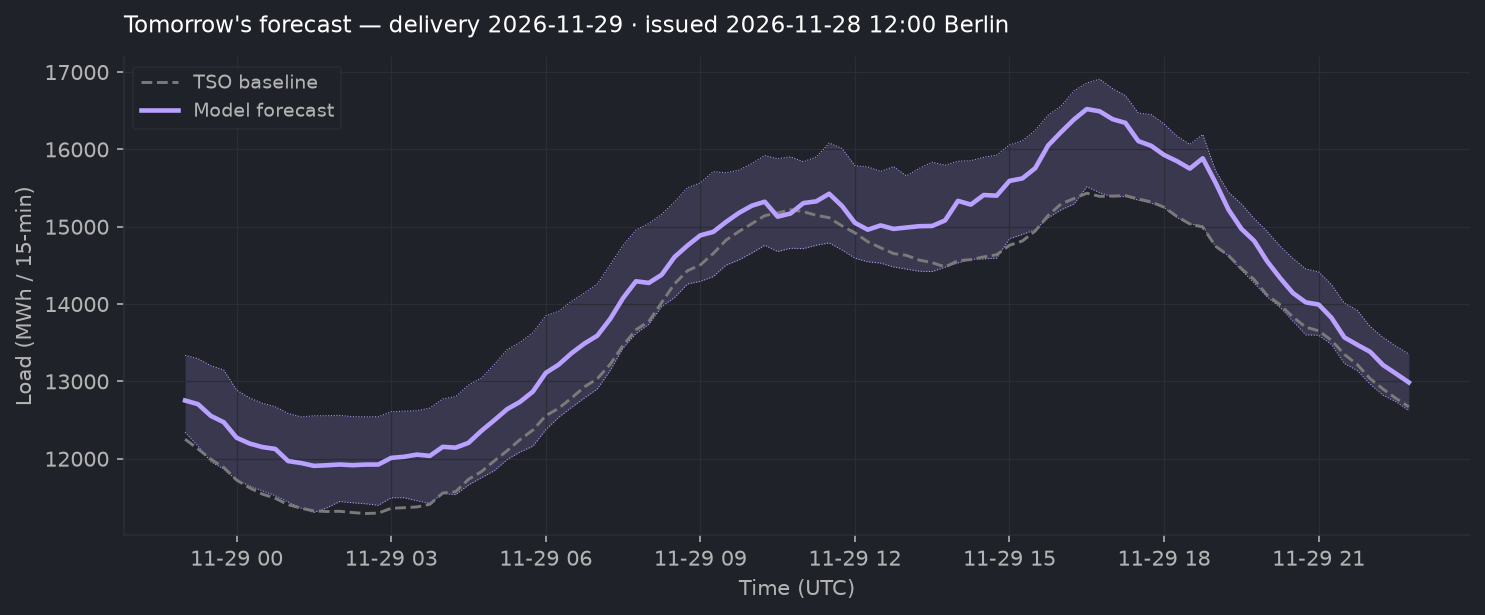 Tomorrow's forecast — delivery 2026-11-29 · issued 2026-11-28 12:00 Berlin
TSO baseline
Model forecast
Load (MWh / 15-min)
17000
16000
15000
14000
13000
12000
11-29 00
11-29 03
11-29 06
11-29 09
11-29 12
11-29 15
11-29 18
11-29 21
Time (UTC)